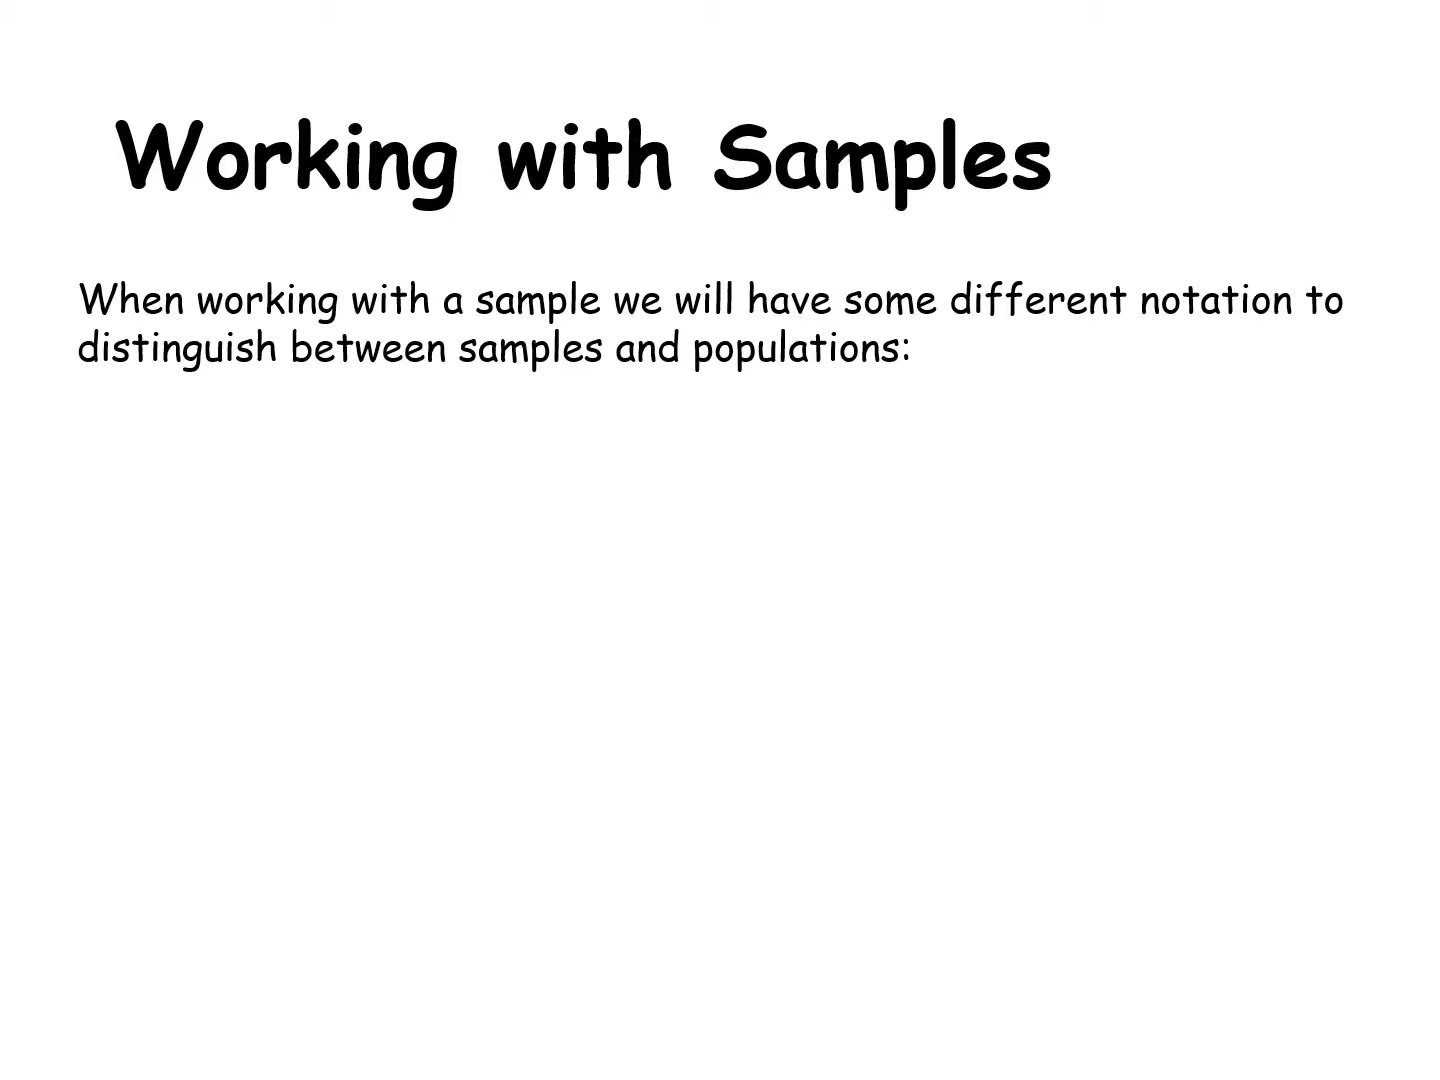 Working with Samples
When working with a sample we will have some different notation to
distinguish between samples and populations: